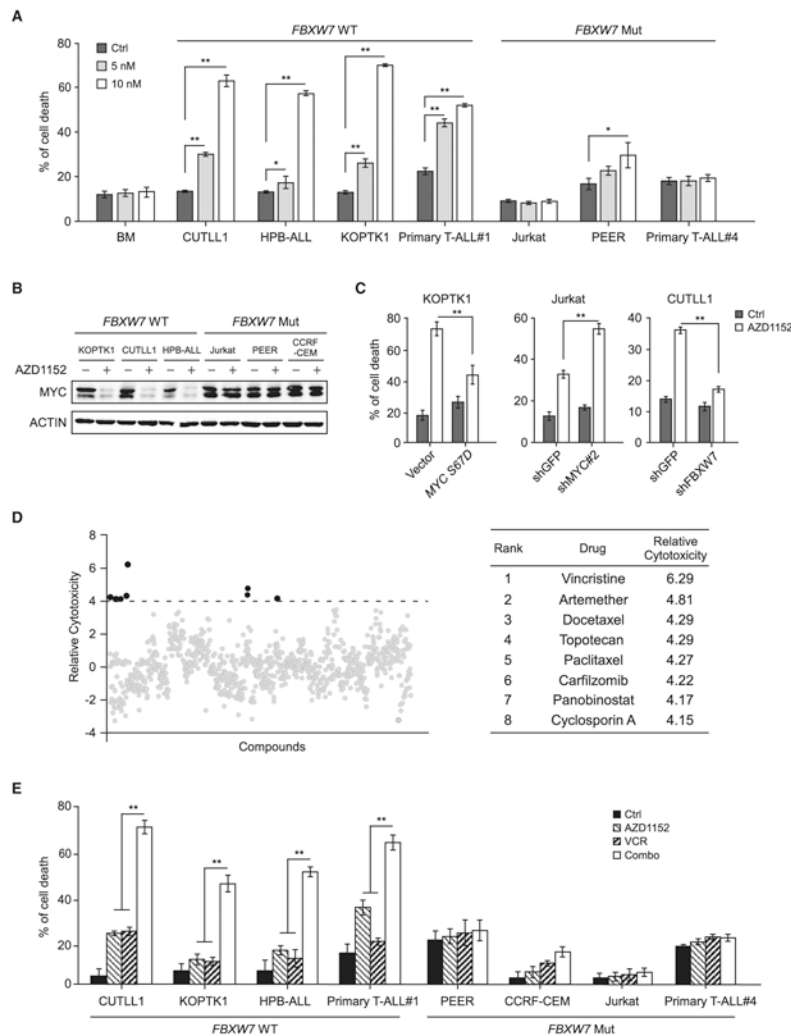 A
FBXW7 WT
FBXW7 Mut
Ctrl
5 nM
10 nM
% of cell death
80
60
40
20
0
**
**
*
**
**
**
**
**
*
BM
CUTLL1
HPB-ALL
KOPTK1
Primary T-ALL#1
Jurkat
PEER
Primary T-ALL#4
B
FBXW7 WT
FBXW7 Mut
KOPTK1
CUTLL1
HPB-ALL
Jurkat
PEER
CCRF
-CEM
AZD1152
– + – + – + – + – + – +
MYC
ACTIN
C
KOPTK1
Jurkat
CUTLL1
Ctrl
AZD1152
% of cell death
80
60
40
20
0
**
Vector
MYC S67D
60
40
20
0
**
shGFP
shMYC#2
40
30
20
10
0
**
shGFP
shFBXW7
D
Relative Cytotoxicity
8
6
4
2
0
-2
-4
Compounds
Rank Drug Relative Cytotoxicity
1 Vincristine 6.29
2 Artemether 4.81
3 Docetaxel 4.29
4 Topotecan 4.29
5 Paclitaxel 4.27
6 Carfilzomib 4.22
7 Panobinostat 4.17
8 Cyclosporin A 4.15
E
% of cell death
80
60
40
20
0
**
**
**
**
Ctrl
AZD1152
VCR
Combo
CUTLL1
KOPTK1
HPB-ALL
Primary T-ALL#1
PEER
CCRF-CEM
Jurkat
Primary T-ALL#4
FBXW7 WT
FBXW7 Mut